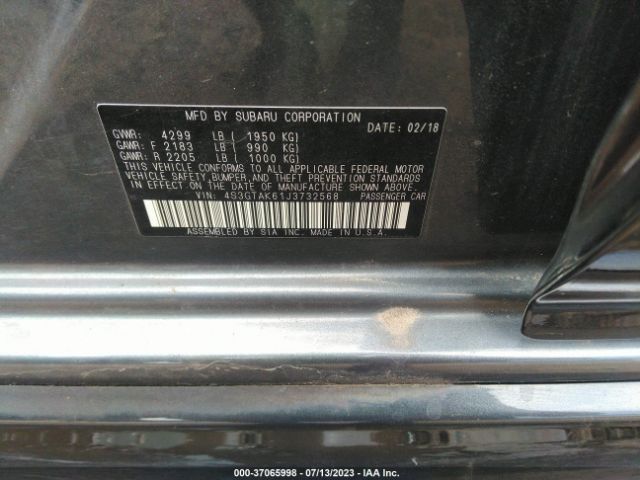 MFD BY SUBARU CORPORATION
DATE: 02/18
GVWR: 4299 LB ( 1950 KG)
GAWR: F 2183 LB ( 990 KG)
GAWR: R 2205 LB ( 1000 KG)
THIS VEHICLE CONFORMS TO ALL APPLICABLE FEDERAL MOTOR
VEHICLE SAFETY, BUMPER, AND THEFT PREVENTION STANDARDS
IN EFFECT ON THE DATE OF MANUFACTURE SHOWN ABOVE.
VIN: 4S3GTAK61J3732568 PASSENGER CAR
ASSEMBLED BY SIA INC. MADE IN U.S.A.
000-37065998 - 07/13/2023 - IAA Inc.